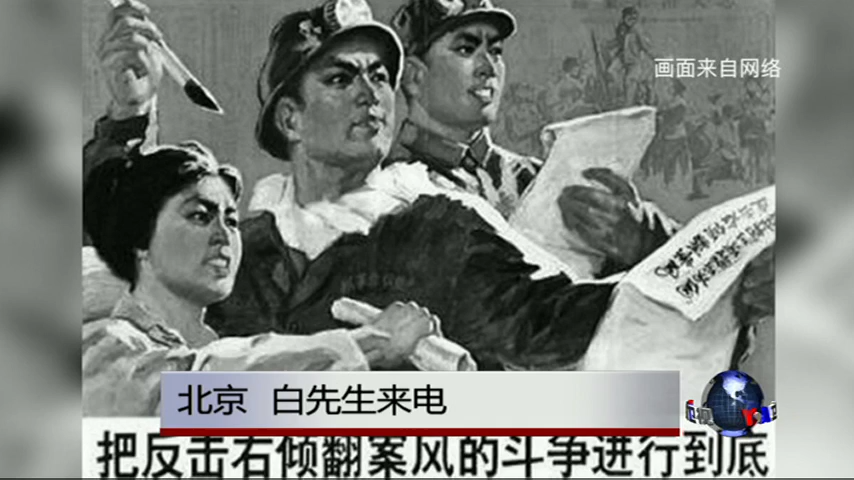 画面来自网络
北京 白先生来电
把反击右倾翻案风的斗争进行到底